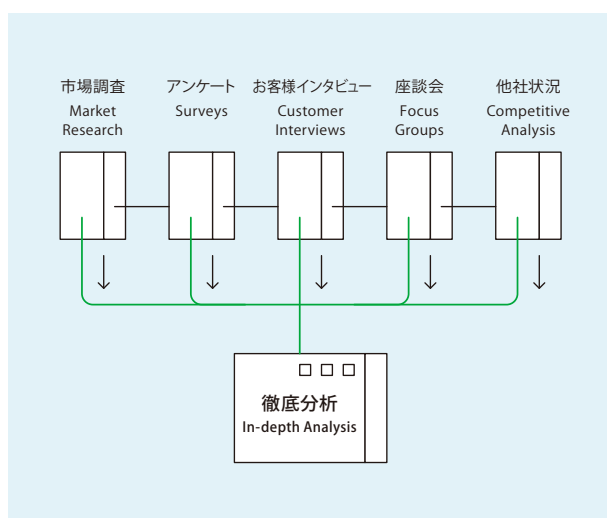 市場調査
Market
Research
アンケート
Surveys
お客様インタビュー
Customer
Interviews
座談会
Focus
Groups
他社状況
Competitive
Analysis
徹底分析
In-depth Analysis